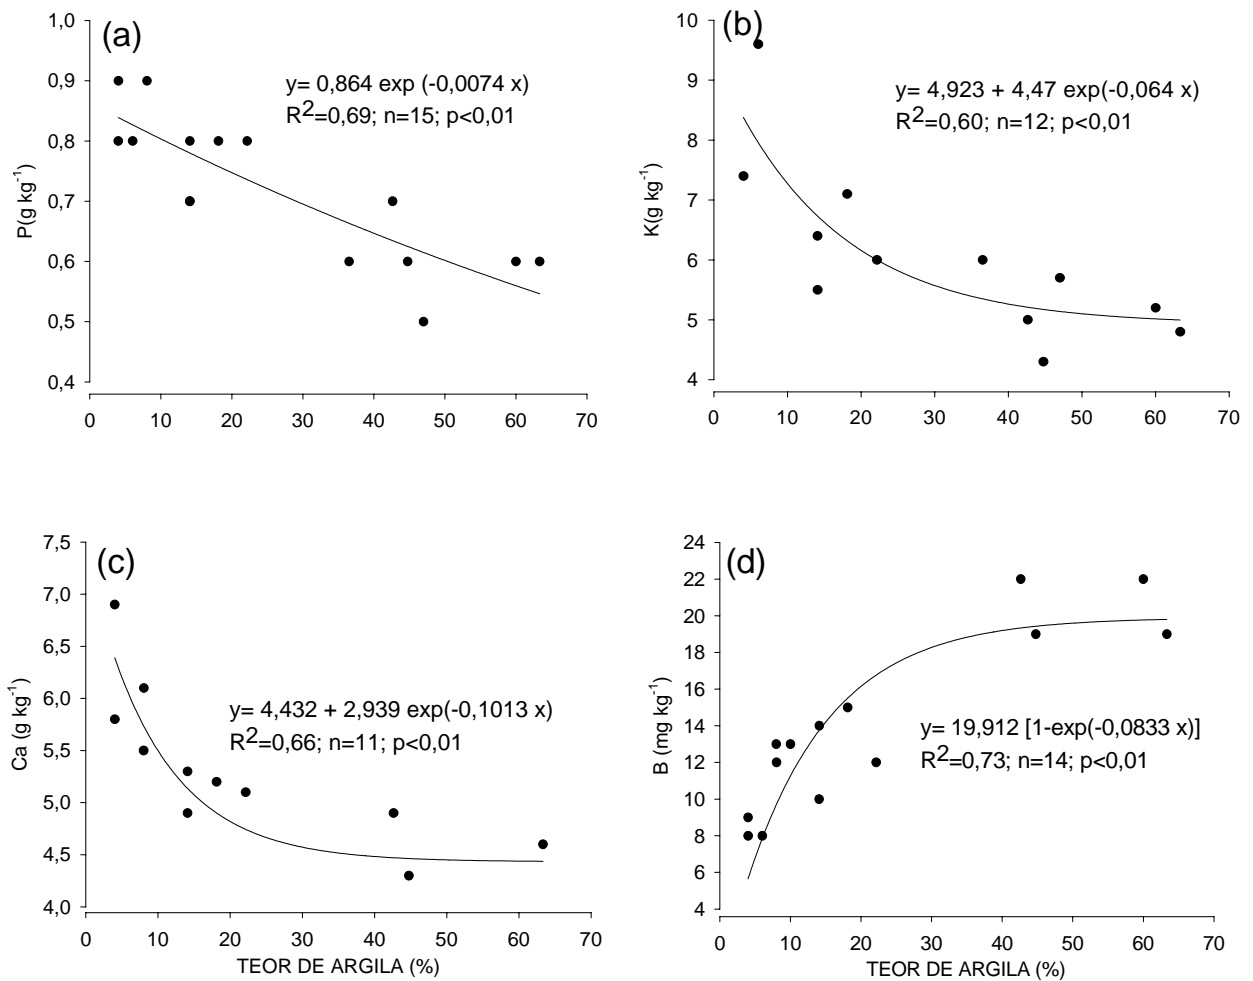 (a)
y= 0,864 exp (-0,0074 x)
R²=0,69; n=15; p<0,01
P(g kg⁻¹)
1,0
0,9
0,8
0,7
0,6
0,5
0,4
0 10 20 30 40 50 60 70
(b)
y= 4,923 + 4,47 exp(-0,064 x)
R²=0,60; n=12; p<0,01
K(g kg⁻¹)
10
9
8
7
6
5
4
0 10 20 30 40 50 60 70
(c)
y= 4,432 + 2,939 exp(-0,1013 x)
R²=0,66; n=11; p<0,01
Ca (g kg⁻¹)
7,5
7,0
6,5
6,0
5,5
5,0
4,5
4,0
0 10 20 30 40 50 60 70
TEOR DE ARGILA (%)
(d)
y= 19,912 [1-exp(-0,0833 x)]
R²=0,73; n=14; p<0,01
B (mg kg⁻¹)
24
22
20
18
16
14
12
10
8
6
4
0 10 20 30 40 50 60 70
TEOR DE ARGILA (%)